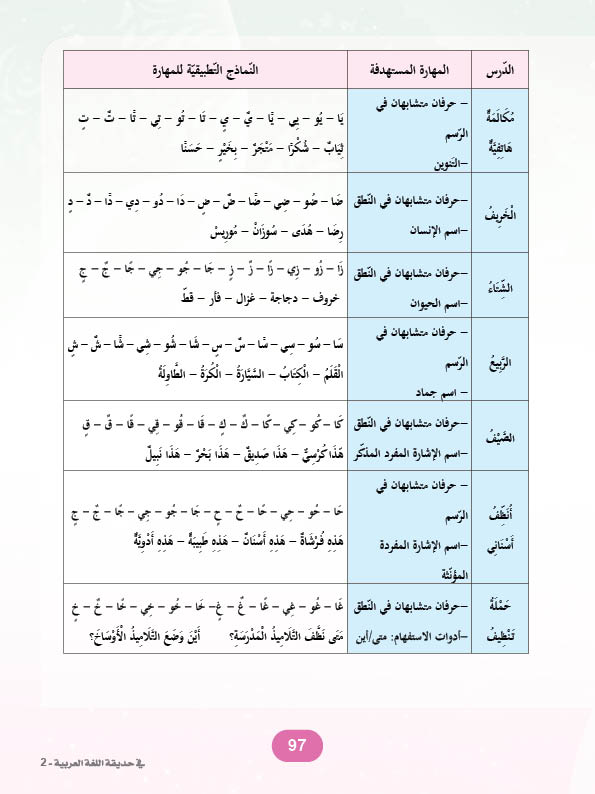 الدّرس	المهارة المستهدفة	النّماذج التّطبيقيّة للمهارة
مُكَالَمَةٌ هَاتِفِيَّةٌ
– حرفان متشابهان في
الرّسم
–التّنوين
يَا – يُو – يِي – يًا – يٌ – يٍ – تَا – تُو – تِي – تًا – تٌ – تٍ
ثِيَابٌ – شُكْرًا – مَتْجَرٌ – بِخَيْرٍ – حَسَنًا
الْخَرِيفُ
–حرفان متشابهان في النّطق
–اسم الإنسان
ضَا – ضُو – ضِي – ضًا – ضٌ – ضٍ – دَا – دُو – دِي – دًا – دٌ – دٍ
رِضَا – هُدَى – سُوزَانْ – مُورِيسْ
الشِّتَاءُ
–حرفان متشابهان في النّطق
–اسم الحيوان
زَا – زُو – زِي – زًا – زٌ – زٍ – جَا – جُو – جِي – جًا – جٌ – جٍ
خروف – دجاجة – غزال – فأر – قطّ
الرَّبِيعُ
– حرفان متشابهان في
الرّسم
– اسم جماد
سَا – سُو – سِي – سًا – سٌ – سٍ – شَا – شُو – شِي – شًا – شٌ – شٍ
الْقَلَمُ – الْكِتَابُ – السَّيَّارَةُ – الْكُرَةُ – الطَّاوِلَةُ
الصَّيْفُ
–حرفان متشابهان في النّطق
–اسم الإشارة المفرد المذكّر
كَا – كُو – كِي – كًا – كٌ – كٍ – قَا – قُو – قِي – قًا – قٌ – قٍ
هَذَا كُرْسِيٌّ – هَذَا صَدِيقٌ – هَذَا بَحْرٌ – هَذَا نَبِيلٌ
أُنَظِّفُ
أَسْنَانِي
– حرفان متشابهان في
الرّسم
–اسم الإشارة المفردة
المؤنّثة
حَا – حُو – حِي – حًا – حٌ – حٍ – جَا – جُو – جِي – جًا – جٌ – جٍ
هَذِهِ فُرْشَاةٌ – هَذِهِ أَسْنَانٌ – هَذِهِ طَبِيبَةٌ – هَذِهِ أَدْوِيَّةٌ
حَمْلَةُ
تَنْظِيفُ
–حرفان متشابهان في النّطق
–أدوات الاستفهام: متى/أين
غَا – غُو – غِي – غًا – غٌ – غٍ– خَا – خُو – خِي – خًا – خٌ – خٍ
مَتَى نَظَّفَ التَّلَامِيذُ الْمَدْرَسَةِ؟ أَيْنَ وَضَعَ التَّلَامِيذُ الْأَوْسَاخَ؟
97
في حديقة اللغة العربية - 2